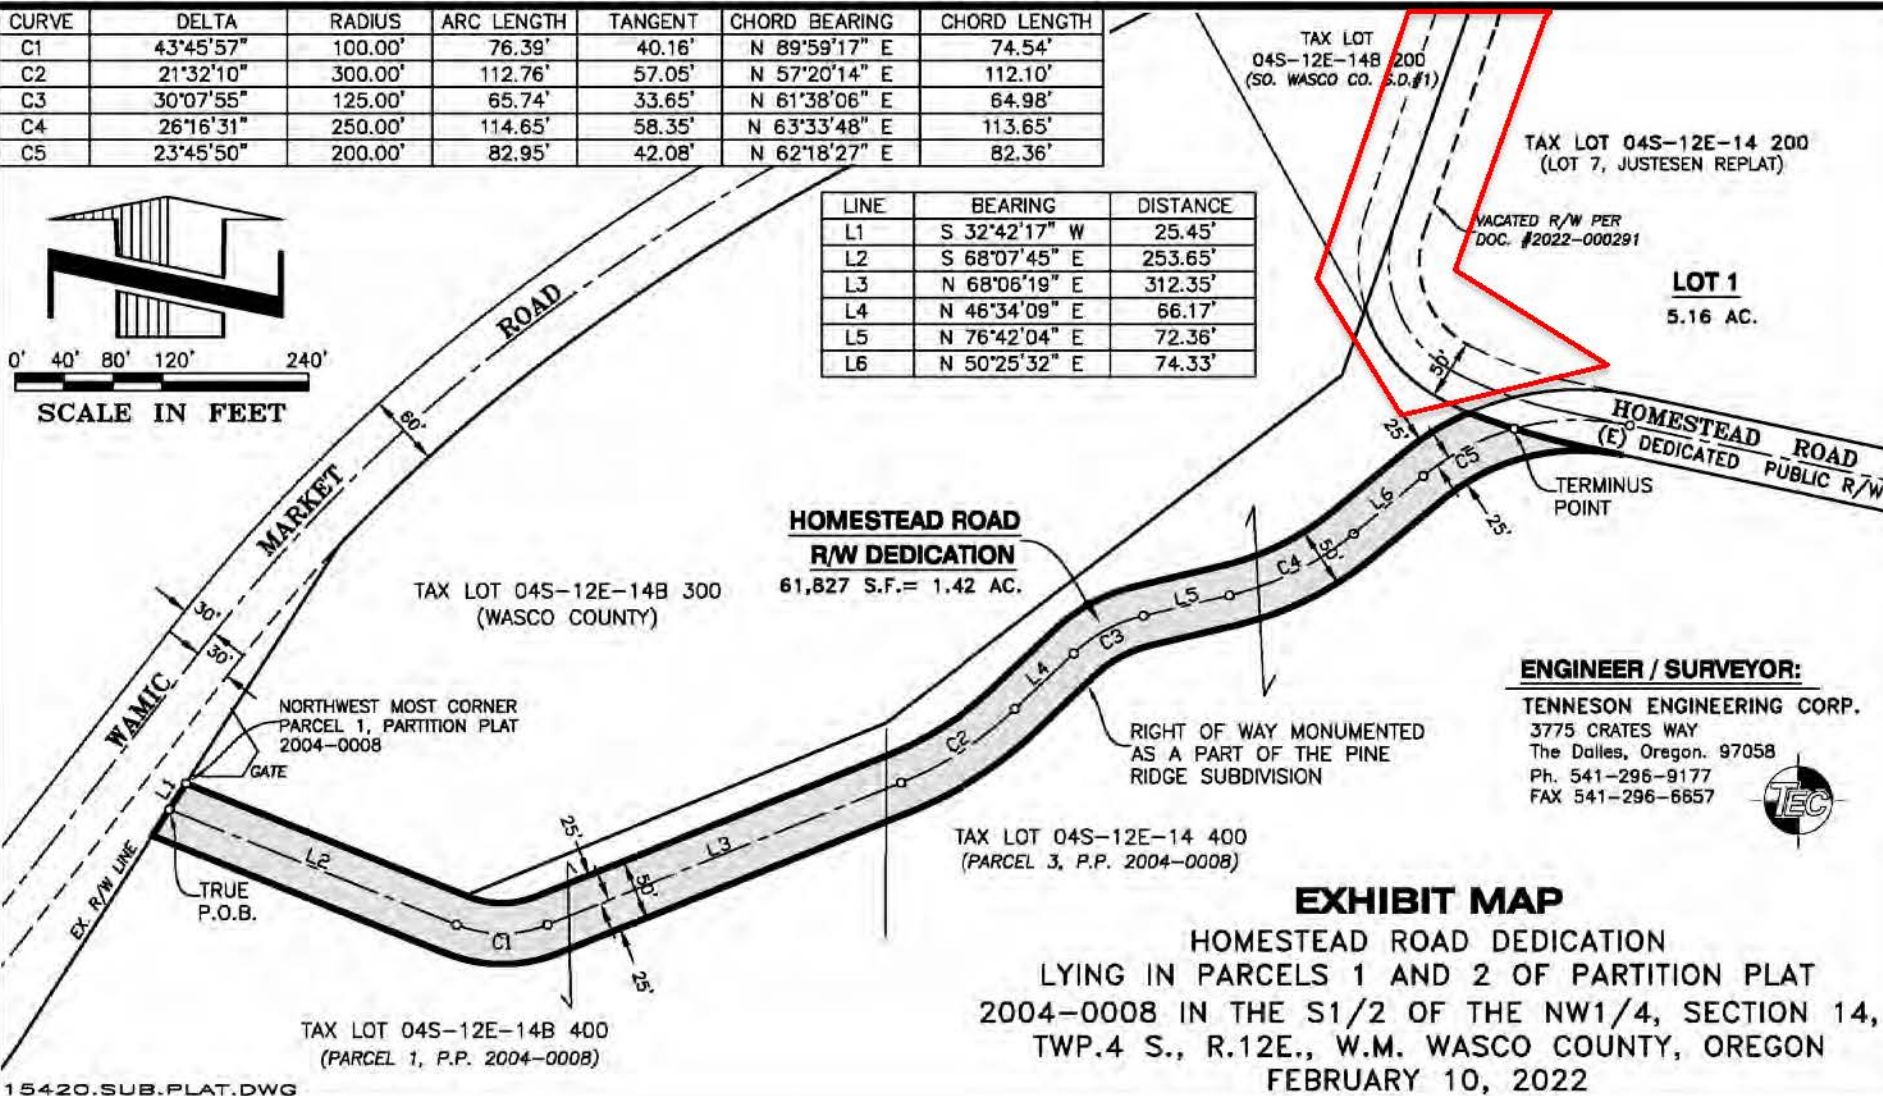 CURVE DELTA RADIUS ARC LENGTH TANGENT CHORD BEARING CHORD LENGTH
C1 43°45'57" 100.00' 76.39' 40.16' N 89°59'17" E 74.54'
C2 21°32'10" 300.00' 112.76' 57.05' N 57°20'14" E 112.10'
C3 30°07'55" 125.00' 65.74' 33.65' N 61°38'06" E 64.98'
C4 26°16'31" 250.00' 114.65' 58.35' N 63°33'48" E 113.65'
C5 23°45'50" 200.00' 82.95' 42.08' N 62°18'27" E 82.36'
TAX LOT
04S-12E-14B 200
(SO. WASCO CO. S.D.#1)
TAX LOT 04S-12E-14 200
(LOT 7, JUSTESEN REPLAT)
VACATED R/W PER
DOC. #2022-000291
LOT 1
5.16 AC.
LINE BEARING DISTANCE
L1 S 32°42'17" W 25.45'
L2 S 68°07'45" E 253.65'
L3 N 68°06'19" E 312.35'
L4 N 46°34'09" E 66.17'
L5 N 76°42'04" E 72.36'
L6 N 50°25'32" E 74.33'
0' 40' 80' 120' 240'
SCALE IN FEET
WAMIC MARKET ROAD
60'
30'
30'
50'
HOMESTEAD ROAD
(E) DEDICATED PUBLIC R/W
25'
C5
L6
25'
TERMINUS
POINT
HOMESTEAD ROAD
R/W DEDICATION
61,827 S.F.= 1.42 AC.
TAX LOT 04S-12E-14B 300
(WASCO COUNTY)
50'
C4
L5
C3
L4
C2
L3
NORTHWEST MOST CORNER
PARCEL 1, PARTITION PLAT
2004-0008
GATE
L1
EX. R/W LINE
TRUE
P.O.B.
L2
C1
25'
50'
25'
RIGHT OF WAY MONUMENTED
AS A PART OF THE PINE
RIDGE SUBDIVISION
TAX LOT 04S-12E-14 400
(PARCEL 3, P.P. 2004-0008)
TAX LOT 04S-12E-14B 400
(PARCEL 1, P.P. 2004-0008)
ENGINEER / SURVEYOR:
TENNESON ENGINEERING CORP.
3775 CRATES WAY
The Dalles, Oregon. 97058
Ph. 541-296-9177
FAX 541-296-6657
TEC
EXHIBIT MAP
HOMESTEAD ROAD DEDICATION
LYING IN PARCELS 1 AND 2 OF PARTITION PLAT
2004-0008 IN THE S1/2 OF THE NW1/4, SECTION 14,
TWP.4 S., R.12E., W.M. WASCO COUNTY, OREGON
FEBRUARY 10, 2022
15420.SUB.PLAT.DWG